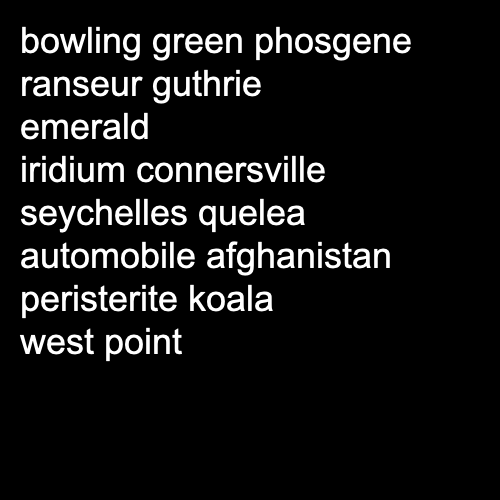 bowling green phosgene
ranseur guthrie
emerald
iridium connersville
seychelles quelea
automobile afghanistan
peristerite koala
west point